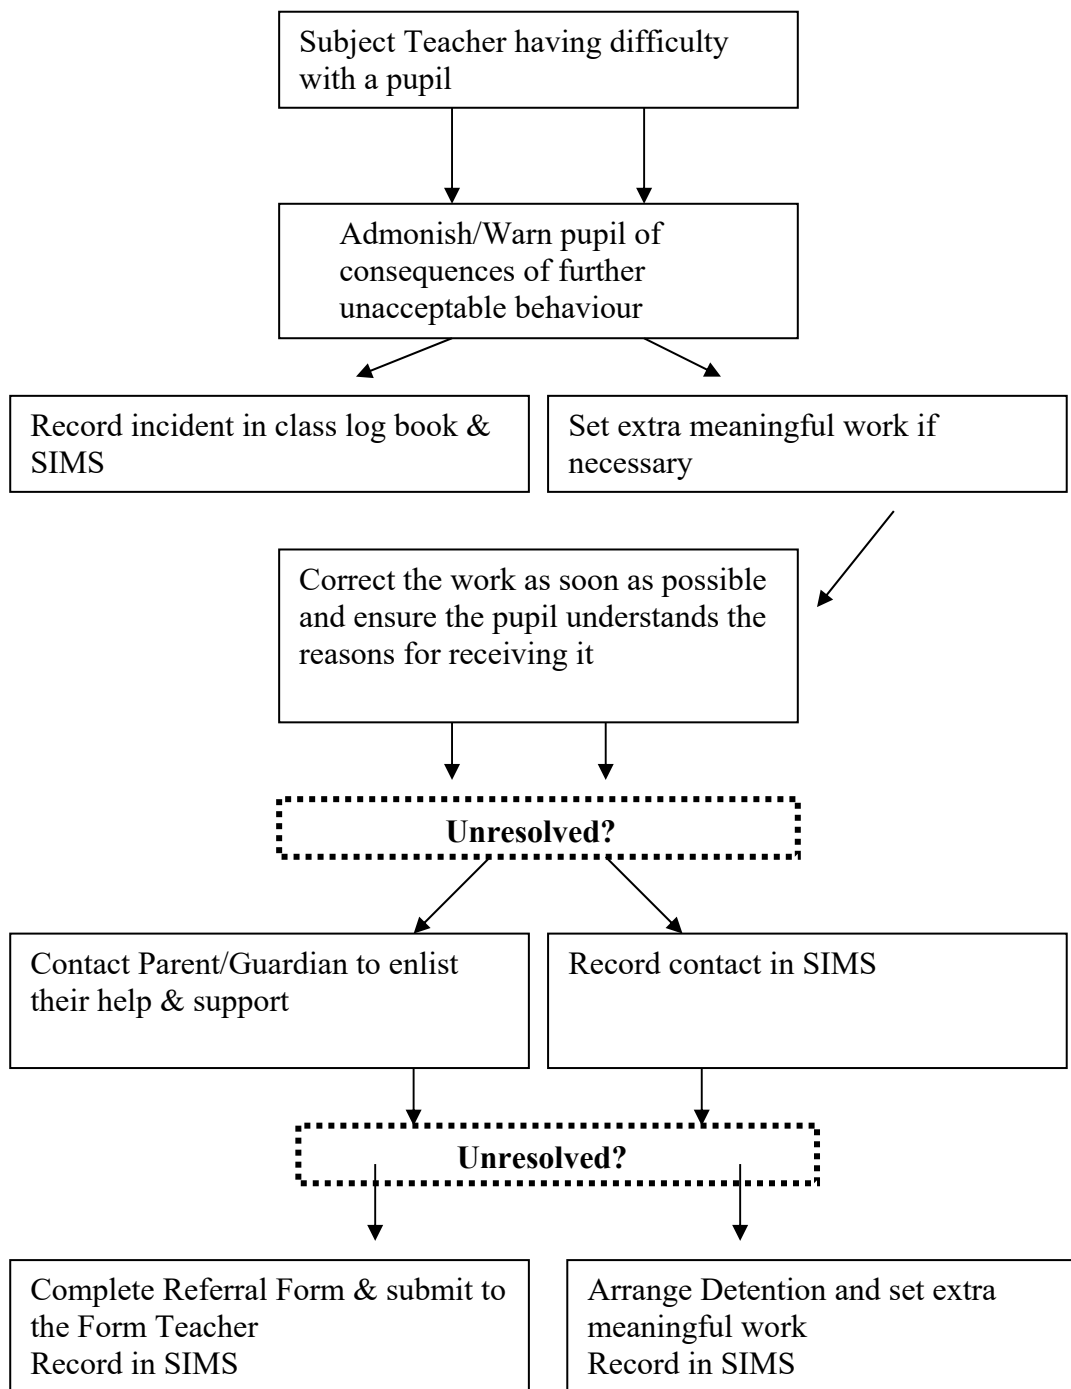 Subject Teacher having difficulty
with a pupil
Admonish/Warn pupil of
consequences of further
unacceptable behaviour
Record incident in class log book &
SIMS
Set extra meaningful work if
necessary
Correct the work as soon as possible
and ensure the pupil understands the
reasons for receiving it
Unresolved?
Contact Parent/Guardian to enlist
their help & support
Record contact in SIMS
Unresolved?
Complete Referral Form & submit to
the Form Teacher
Record in SIMS
Arrange Detention and set extra
meaningful work
Record in SIMS